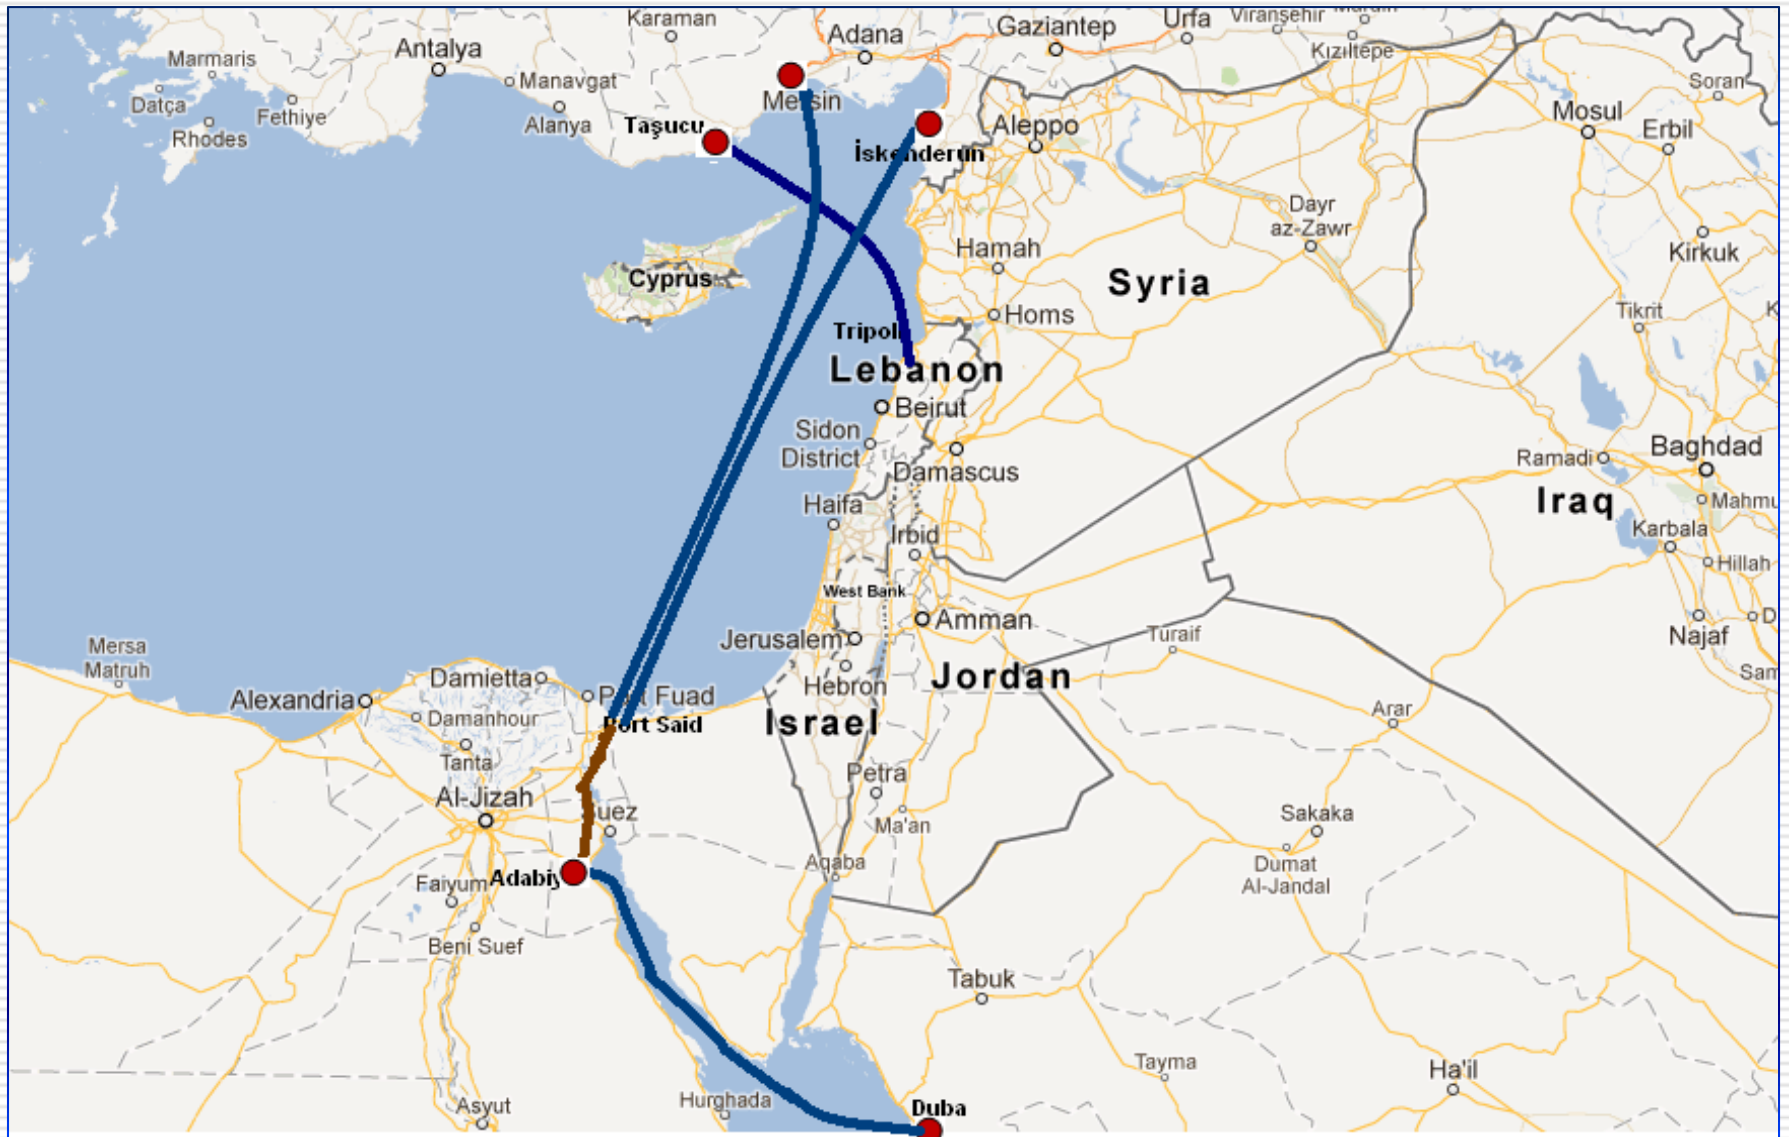 Karaman
Gaziantep
Urfa
Viranşehir
Mardin
Adana
Antalya
Kızıltepe
Marmaris
Manavgat
Soran
Datça
Fethiye
Mersin
Mosul
Rhodes
Alanya
Taşucu
Aleppo
Erbil
İskenderun
Dayr
az-Zawr
Hamah
Kirkuk
Cyprus
Syria
Homs
Tikrit
K
Tripoli
Lebanon
Beirut
Sidon
District
Damascus
Ramadi
Baghdad
Haifa
Iraq
Mahmu
Irbid
Karbala
Hillah
West Bank
Amman
D
Jerusalem
Turaif
Najaf
Mersa
Matruh
Hebron
Jordan
Sam
Damietta
Port Fuad
Alexandria
Damanhour
Port Said
Israel
Arar
Tanta
Petra
Al-Jizah
uez
Ma'an
Sakaka
Aqaba
Dumat
Al-Jandal
Faiyum
Adabiy
Beni Suef
Tabuk
Tayma
Ha'il
Asyut
Hurghada
Duba